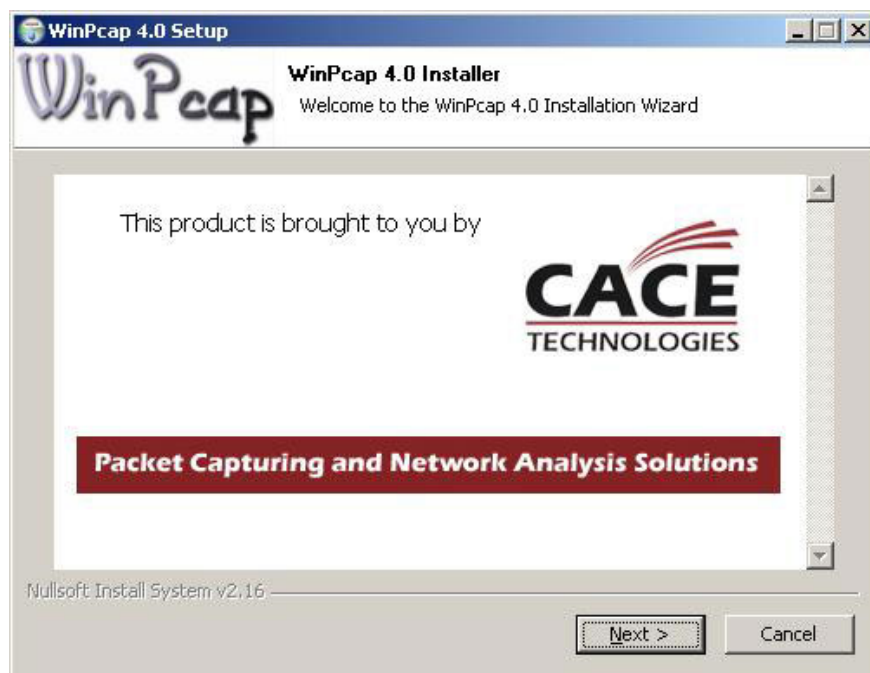 WinPcap 4.0 Setup
WinPcap
WinPcap 4.0 Installer
Welcome to the WinPcap 4.0 Installation Wizard
This product is brought to you by
CACE
TECHNOLOGIES
Packet Capturing and Network Analysis Solutions
Nullsoft Install System v2.16
Next >
Cancel